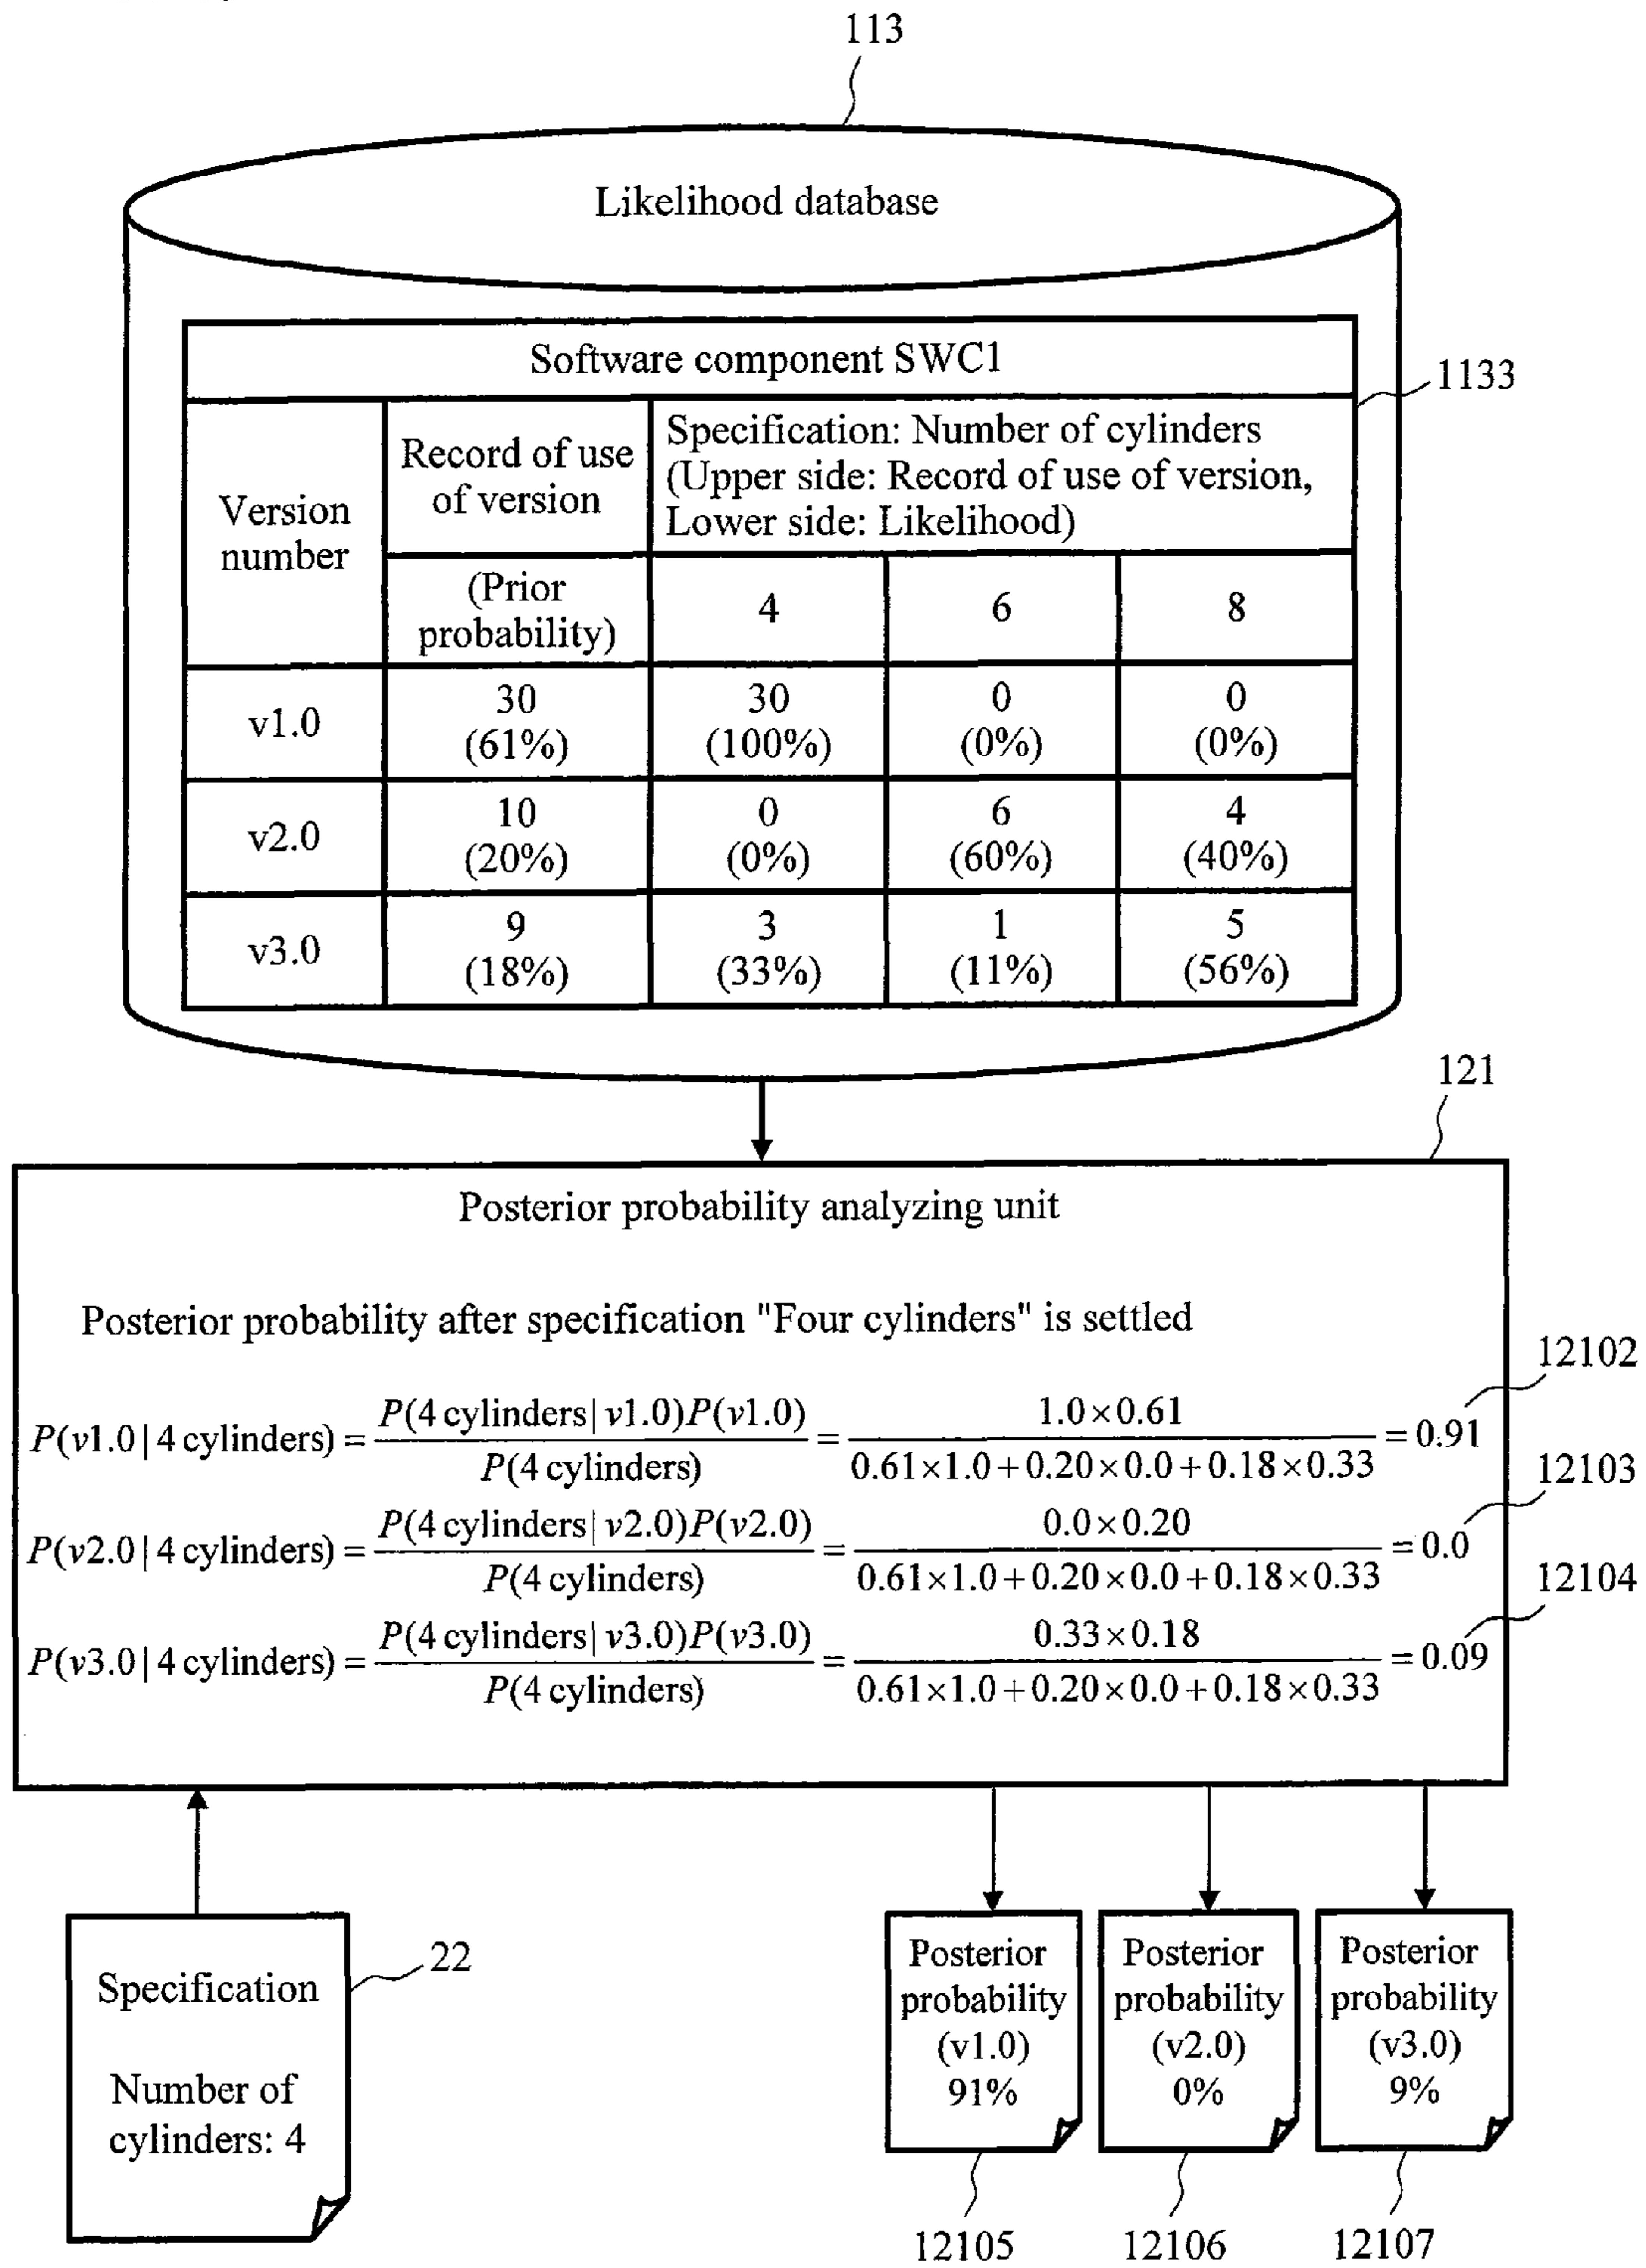 113
Likelihood database
Software component SWC1
1133
Version number
Record of use of version
(Prior probability)
Specification: Number of cylinders
(Upper side: Record of use of version,
Lower side: Likelihood)
4 6 8
v1.0 30 (61%) 30 (100%) 0 (0%) 0 (0%)
v2.0 10 (20%) 0 (0%) 6 (60%) 4 (40%)
v3.0 9 (18%) 3 (33%) 1 (11%) 5 (56%)
121
Posterior probability analyzing unit
Posterior probability after specification "Four cylinders" is settled
12102
P(v1.0 | 4 cylinders) = P(4 cylinders | v1.0)P(v1.0) / P(4 cylinders) = 1.0×0.61 / 0.61×1.0+0.20×0.0+0.18×0.33 = 0.91
12103
P(v2.0 | 4 cylinders) = P(4 cylinders | v2.0)P(v2.0) / P(4 cylinders) = 0.0×0.20 / 0.61×1.0+0.20×0.0+0.18×0.33 = 0.0
12104
P(v3.0 | 4 cylinders) = P(4 cylinders | v3.0)P(v3.0) / P(4 cylinders) = 0.33×0.18 / 0.61×1.0+0.20×0.0+0.18×0.33 = 0.09
Specification
Number of
cylinders: 4
22
Posterior
probability
(v1.0)
91%
Posterior
probability
(v2.0)
0%
Posterior
probability
(v3.0)
9%
12105
12106
12107